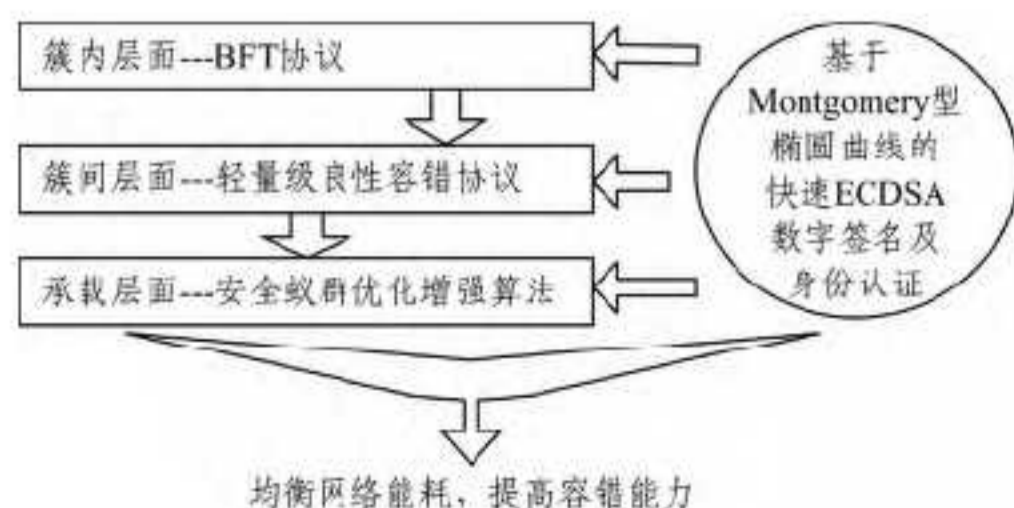 簇内层面---BFT协议
簇间层面---轻量级良性容错协议
承载层面---安全蚁群优化增强算法
基于
Montgomery型
椭圆曲线的
快速ECDSA
数字签名及
身份认证
均衡网络能耗，提高容错能力